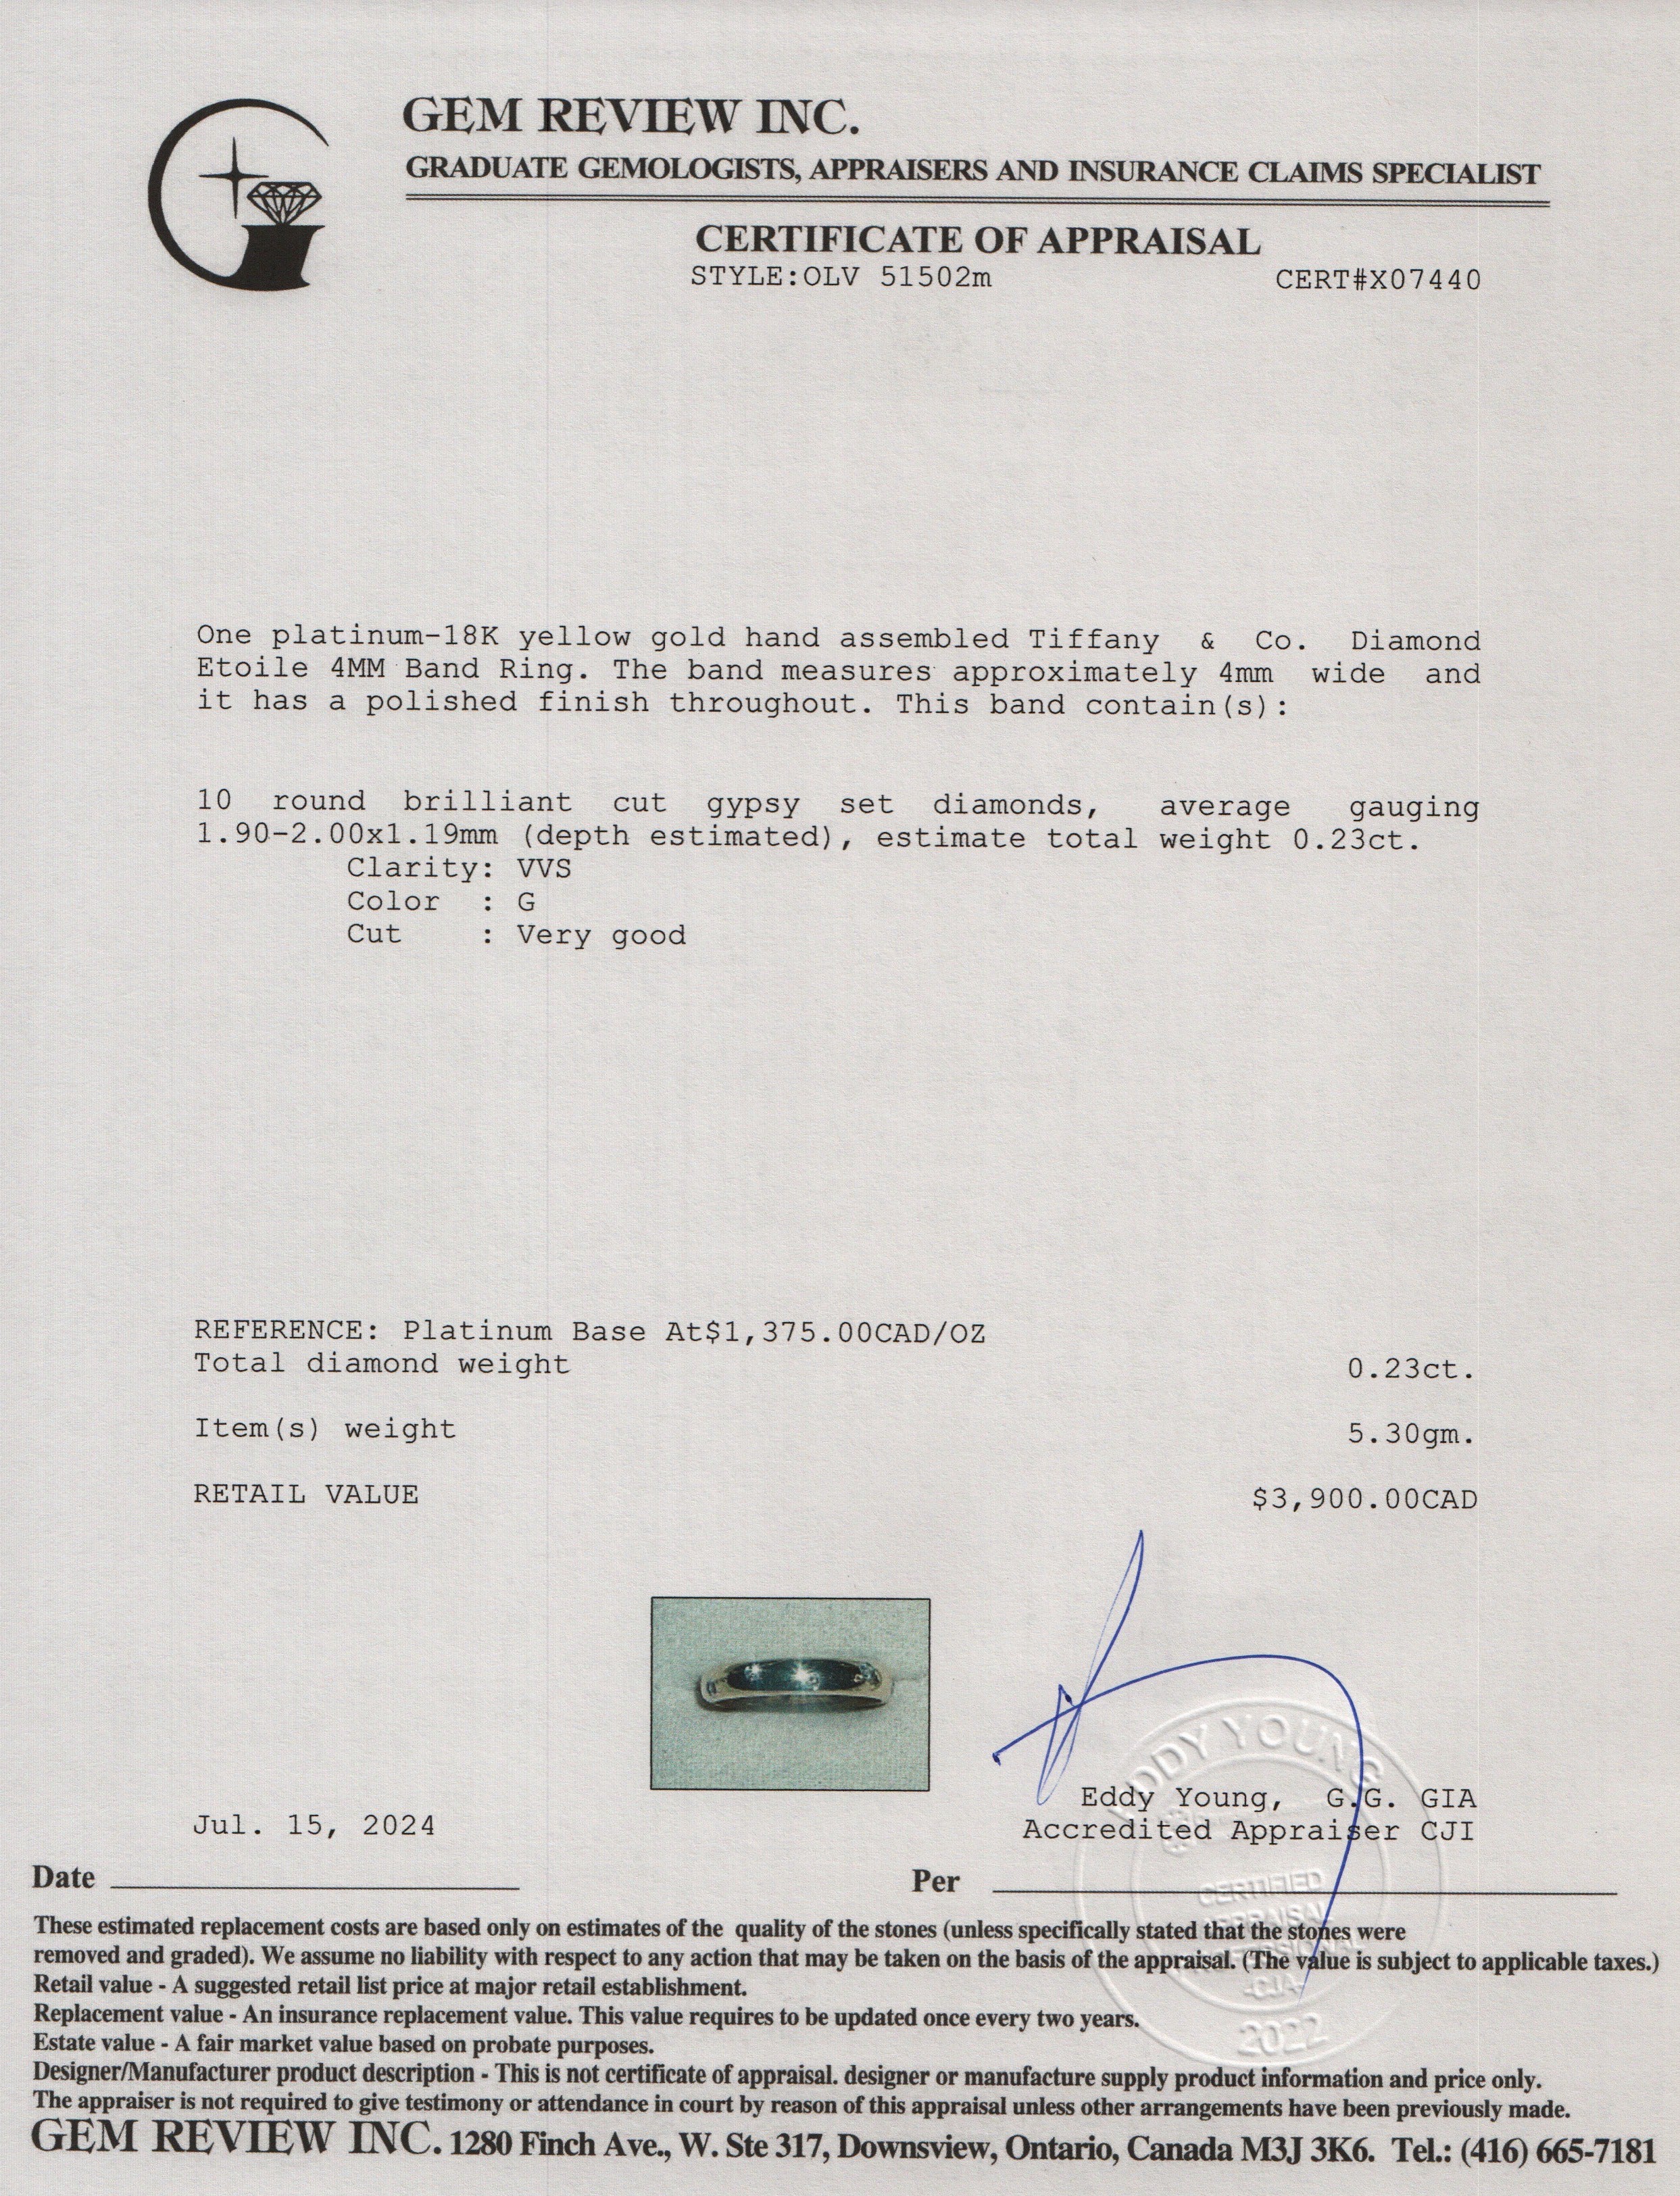 GEM REVIEW INC.
GRADUATE GEMOLOGISTS, APPRAISERS AND INSURANCE CLAIMS SPECIALIST
CERTIFICATE OF APPRAISAL
STYLE:OLV 51502m CERT#X07440
One platinum-18K yellow gold hand assembled Tiffany & Co. Diamond
Etoile 4MM Band Ring. The band measures approximately 4mm wide and
it has a polished finish throughout. This band contain(s):
10 round brilliant cut gypsy set diamonds, average gauging
1.90-2.00x1.19mm (depth estimated), estimate total weight 0.23ct.
Clarity: VVS
Color : G
Cut : Very good
REFERENCE: Platinum Base At$1,375.00CAD/OZ
Total diamond weight 0.23ct.
Item(s) weight 5.30gm.
RETAIL VALUE $3,900.00CAD
EDDY YOUNG
Eddy Young, G.G. GIA
Jul. 15, 2024 Accredited Appraiser CJI
Date Per
CERTIFIED
APPRAISAL
PROFESSIONAL
-CJA-
2022
These estimated replacement costs are based only on estimates of the quality of the stones (unless specifically stated that the stones were
removed and graded). We assume no liability with respect to any action that may be taken on the basis of the appraisal. (The value is subject to applicable taxes.)
Retail value - A suggested retail list price at major retail establishment.
Replacement value - An insurance replacement value. This value requires to be updated once every two years.
Estate value - A fair market value based on probate purposes.
Designer/Manufacturer product description - This is not certificate of appraisal. designer or manufacture supply product information and price only.
The appraiser is not required to give testimony or attendance in court by reason of this appraisal unless other arrangements have been previously made.
GEM REVIEW INC. 1280 Finch Ave., W. Ste 317, Downsview, Ontario, Canada M3J 3K6. Tel.: (416) 665-7181